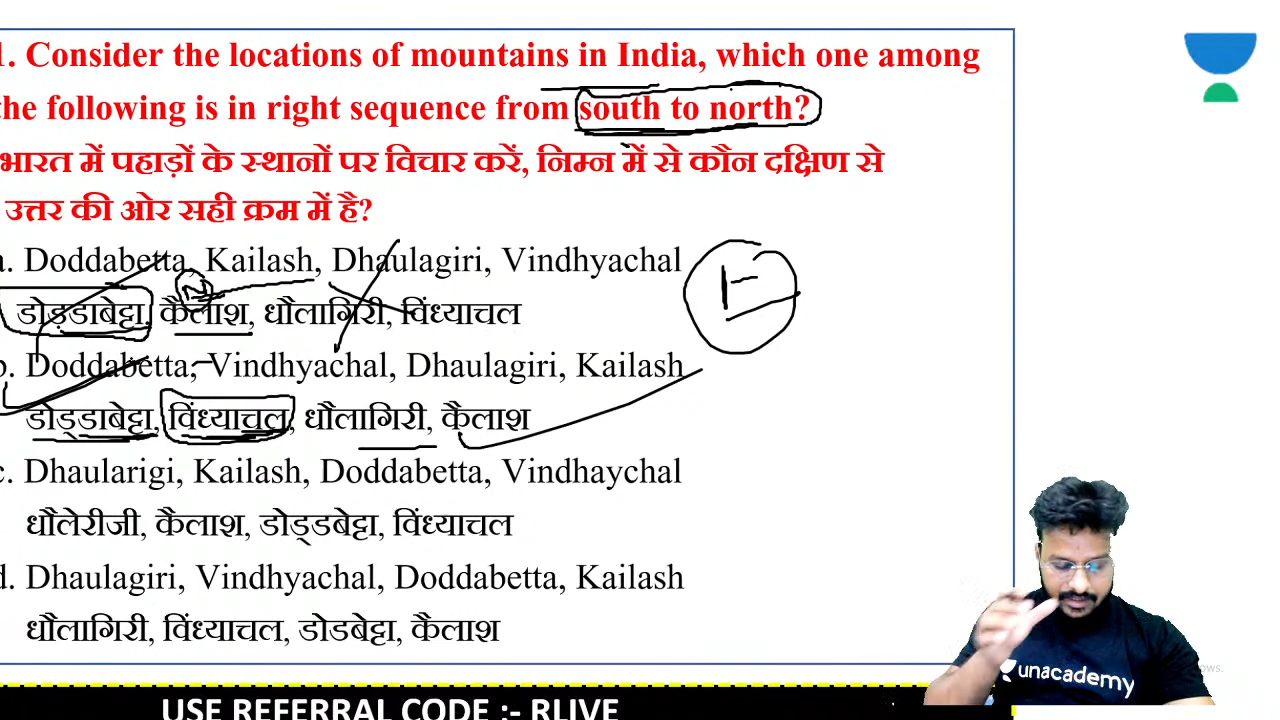 1. Consider the locations of mountains in India, which one among
the following is in right sequence from south to north?
भारत में पहाड़ों के स्थानों पर विचार करें, निम्न में से कौन दक्षिण से
उत्तर की ओर सही क्रम में है?
a. Doddabetta, Kailash, Dhaulagiri, Vindhyachal
डोड्डाबेट्टा, कैलाश, धौलागिरी, विंध्याचल
b. Doddabetta, Vindhyachal, Dhaulagiri, Kailash
डोड्डाबेट्टा, विंध्याचल, धौलागिरी, कैलाश
c. Dhaularigi, Kailash, Doddabetta, Vindhaychal
धौलेरीजी, कैलाश, डोड्डबेट्टा, विंध्याचल
d. Dhaulagiri, Vindhyachal, Doddabetta, Kailash
धौलागिरी, विंध्याचल, डोडबेट्टा, कैलाश
unacademy
USE REFERRAL CODE :- RLIVE